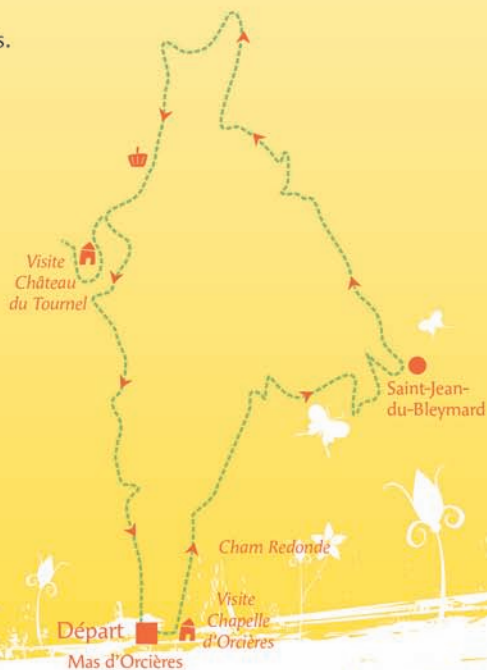 s.
Visite
Château
du Tournel
Saint-Jean-
du-Bleymard
Cham Redonde
Visite
Chapelle
d'Orcières
Départ
Mas d'Orcières